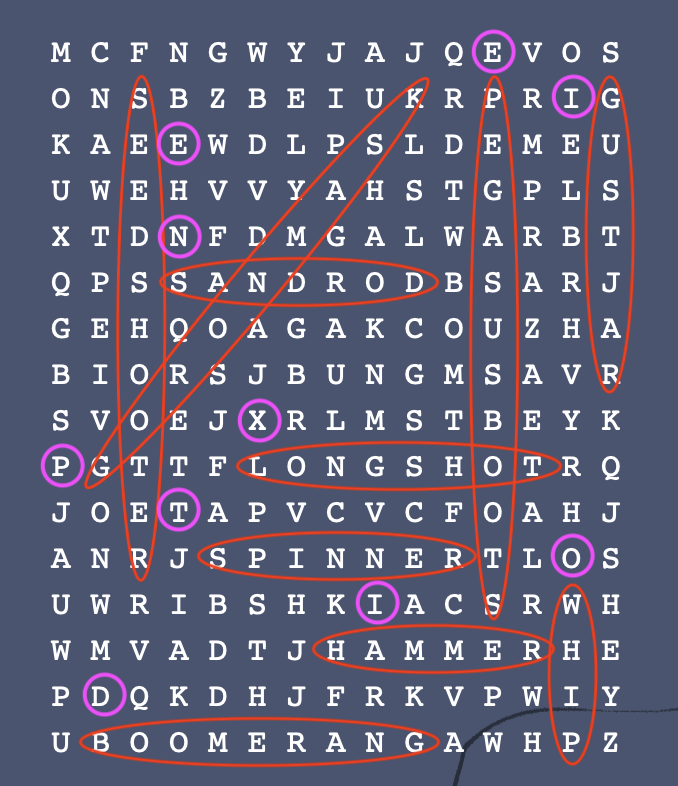 M C F N G W Y J A J Q E V O S
O N S B Z B E I U K R P R I G
K A E E W D L P S L D E M E U
U W E H V V Y A H S T G P L S
X T D N F D M G A L W A R B T
Q P S S A N D R O D B S A R J
G E H Q O A G A K C O U Z H A
B I O R S J B U N G M S A V R
S V O E J X R L M S T B E Y K
P G T T F L O N G S H O T R Q
J O E T A P V C V C F O A H J
A N R J S P I N N E R T L O S
U W R I B S H K I A C S R W H
W M V A D T J H A M M E R H E
P D Q K D H J F R K V P W I Y
U B O O M E R A N G A W H P Z